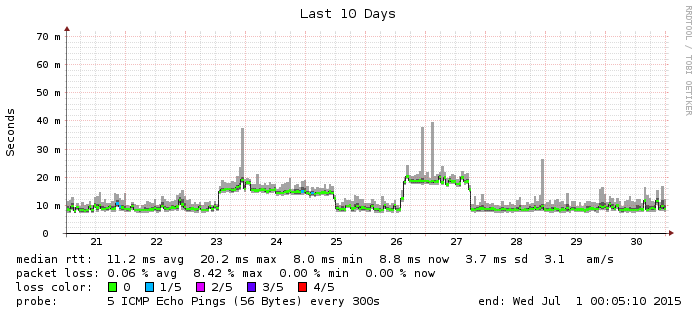 Last 10 Days
RRDTOOL / TOBI OETIKER
Seconds
70 m
60 m
50 m
40 m
30 m
20 m
10 m
0
21 22 23 24 25 26 27 28 29 30
median rtt: 11.2 ms avg 20.2 ms max 8.0 ms min 8.8 ms now 3.7 ms sd 3.1 am/s
packet loss: 0.06 % avg 8.42 % max 0.00 % min 0.00 % now
loss color: 0 1/5 2/5 3/5 4/5
probe: 5 ICMP Echo Pings (56 Bytes) every 300s end: Wed Jul 1 00:05:10 2015